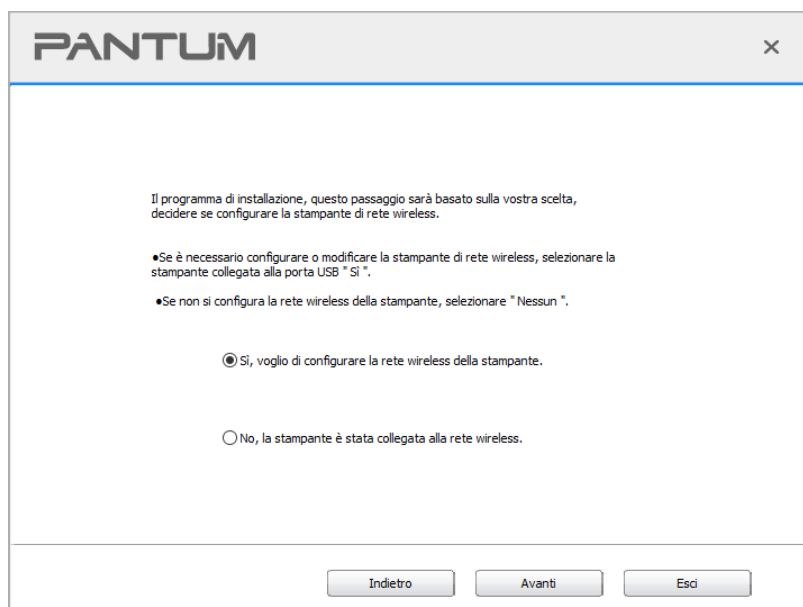 PANTUM
Il programma di installazione, questo passaggio sarà basato sulla vostra scelta,
decidere se configurare la stampante di rete wireless.
●Se è necessario configurare o modificare la stampante di rete wireless, selezionare la
stampante collegata alla porta USB " Sì ".
●Se non si configura la rete wireless della stampante, selezionare " Nessun ".
Sì, voglio di configurare la rete wireless della stampante.
No, la stampante è stata collegata alla rete wireless.
Indietro Avanti Esci